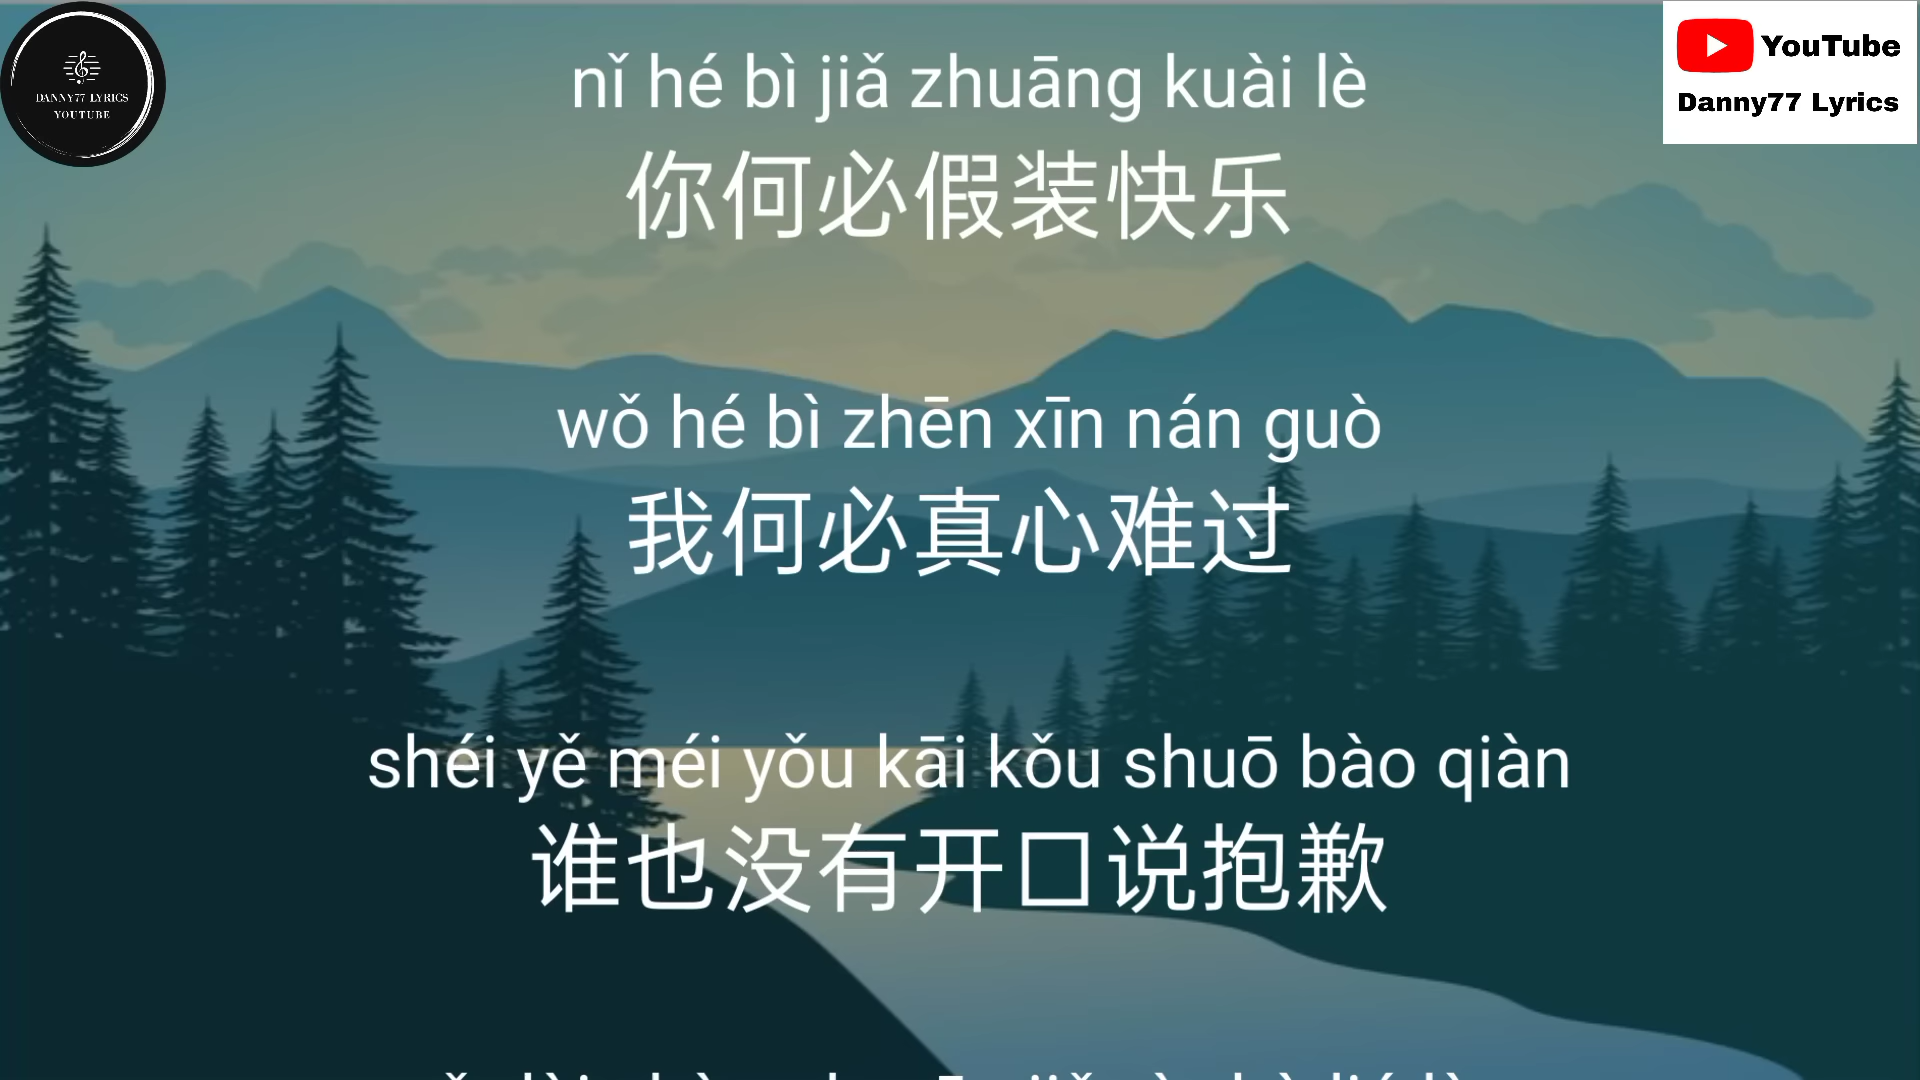 DANNY77 LYRICS
YOUTUBE
YouTube
Danny77 Lyrics
nǐ hé bì jiǎ zhuāng kuài lè
你何必假装快乐
wǒ hé bì zhēn xīn nán guò
我何必真心难过
shéi yě méi yǒu kāi kǒu shuō bào qiàn
谁也没有开口说抱歉